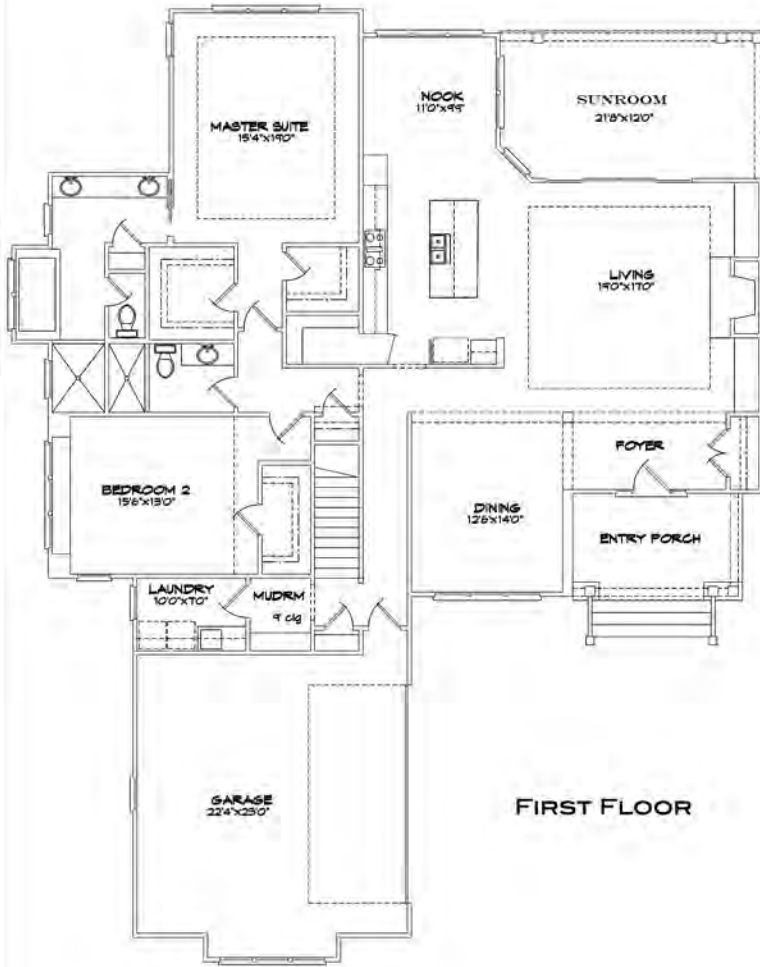 NOOK
11'0"x9'9"
SUNROOM
21'8"x12'0"
MASTER SUITE
15'4"x19'0"
LIVING
19'0"x17'0"
FOYER
BEDROOM 2
15'6"x13'0"
DINING
12'6"x14'0"
ENTRY PORCH
LAUNDRY
10'0"x7'0"
MUDRM
9' clg
GARAGE
22'4"x23'0"
FIRST FLOOR